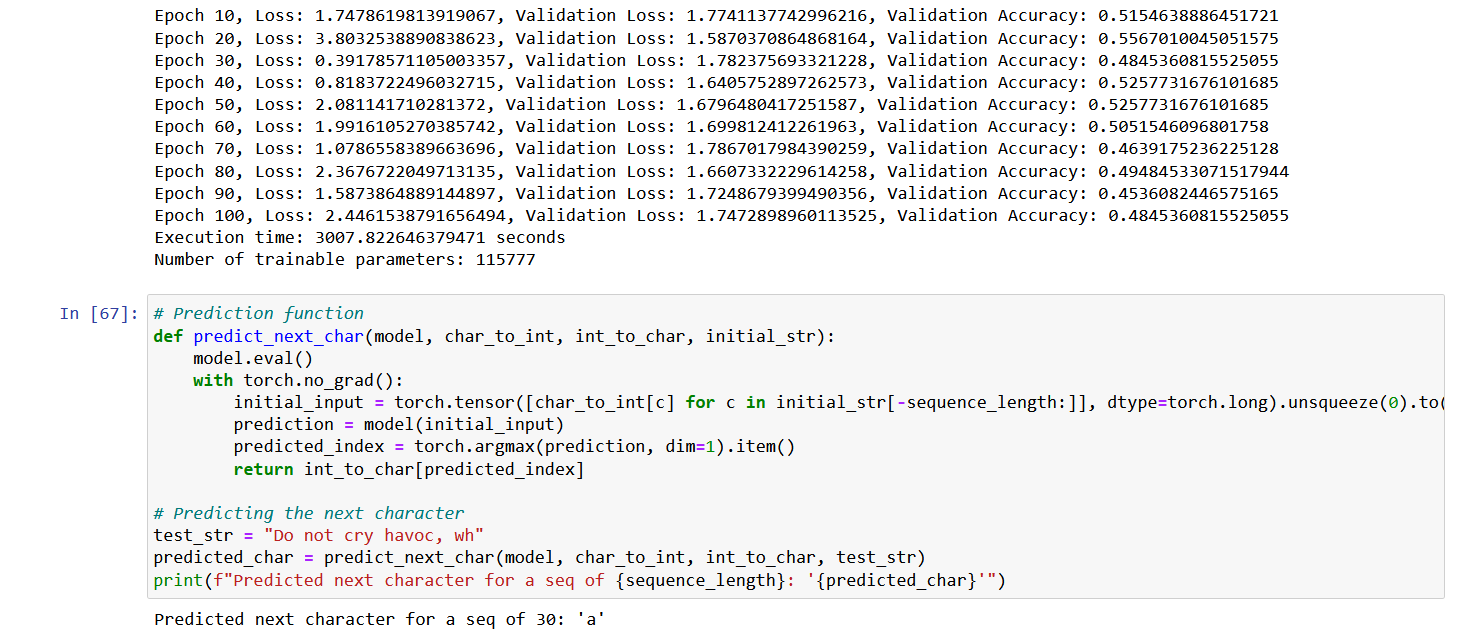 Epoch 10, Loss: 1.7478619813919067, Validation Loss: 1.7741137742996216, Validation Accuracy: 0.5154638886451721
Epoch 20, Loss: 3.8032538890838623, Validation Loss: 1.5870370864868164, Validation Accuracy: 0.5567010045051575
Epoch 30, Loss: 0.39178571105003357, Validation Loss: 1.782375693321228, Validation Accuracy: 0.4845360815525055
Epoch 40, Loss: 0.8183722496032715, Validation Loss: 1.6405752897262573, Validation Accuracy: 0.5257731676101685
Epoch 50, Loss: 2.081141710281372, Validation Loss: 1.6796480417251587, Validation Accuracy: 0.5257731676101685
Epoch 60, Loss: 1.9916105270385742, Validation Loss: 1.699812412261963, Validation Accuracy: 0.5051546096801758
Epoch 70, Loss: 1.0786558389663696, Validation Loss: 1.7867017984390259, Validation Accuracy: 0.4639175236225128
Epoch 80, Loss: 2.3676722049713135, Validation Loss: 1.6607332229614258, Validation Accuracy: 0.49484533071517944
Epoch 90, Loss: 1.5873864889144897, Validation Loss: 1.7248679399490356, Validation Accuracy: 0.4536082446575165
Epoch 100, Loss: 2.4461538791656494, Validation Loss: 1.7472898960113525, Validation Accuracy: 0.4845360815525055
Execution time: 3007.822646379471 seconds
Number of trainable parameters: 115777
In [67]: # Prediction function
def predict_next_char(model, char_to_int, int_to_char, initial_str):
    model.eval()
    with torch.no_grad():
        initial_input = torch.tensor([char_to_int[c] for c in initial_str[-sequence_length:]], dtype=torch.long).unsqueeze(0).to(
        prediction = model(initial_input)
        predicted_index = torch.argmax(prediction, dim=1).item()
        return int_to_char[predicted_index]
# Predicting the next character
test_str = "Do not cry havoc, wh"
predicted_char = predict_next_char(model, char_to_int, int_to_char, test_str)
print(f"Predicted next character for a seq of {sequence_length}: '{predicted_char}'")
Predicted next character for a seq of 30: 'a'